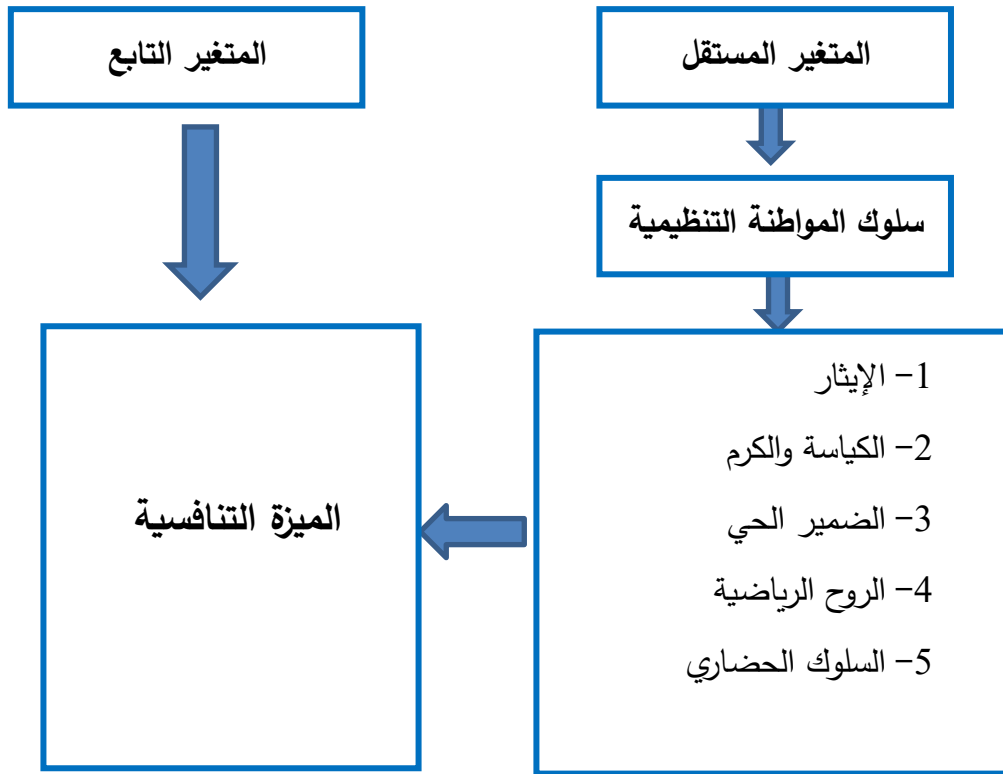 المتغير المستقل
المتغير التابع
سلوك المواطنة التنظيمية
1- الإيثار
2- الكياسة والكرم
3- الضمير الحي
4- الروح الرياضية
5- السلوك الحضاري
الميزة التنافسية